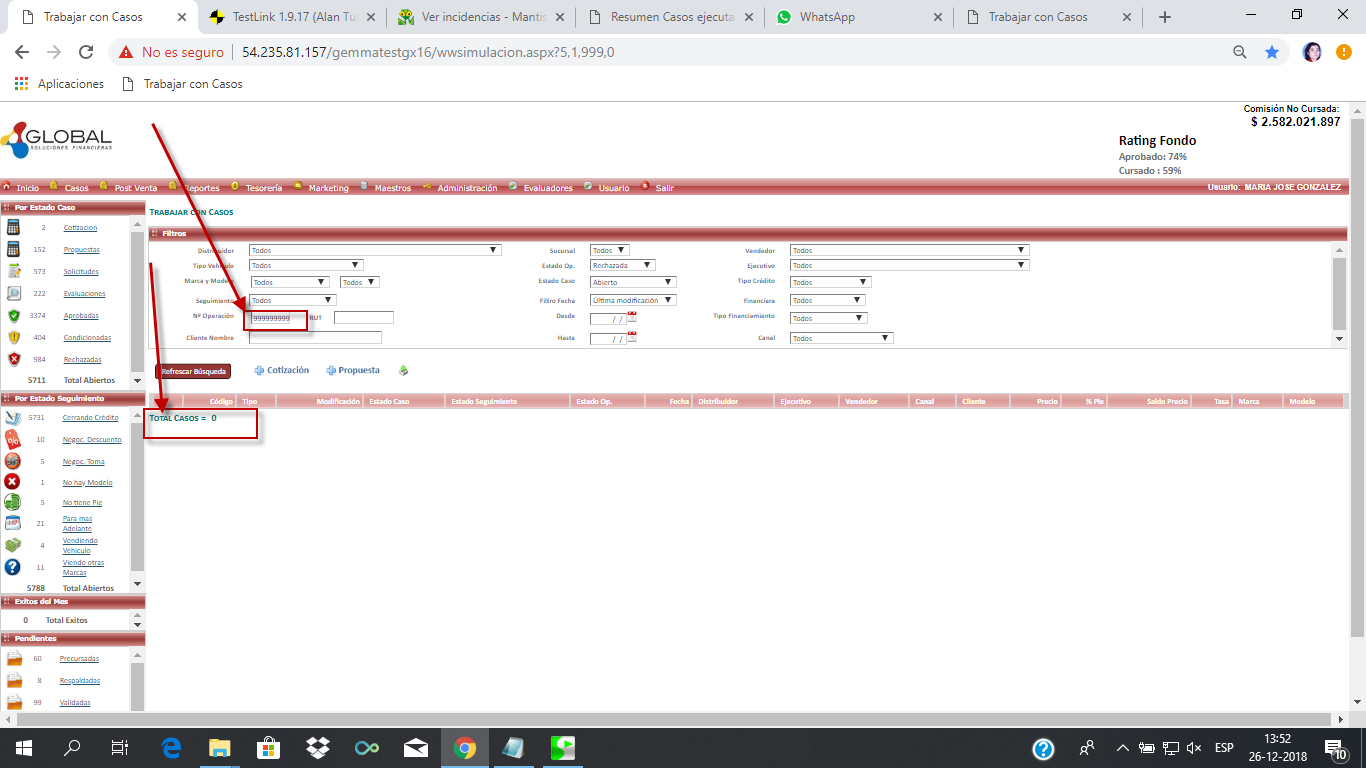 Trabajar con Casos
TestLink 1.9.17 (Alan Tu
Ver incidencias - Mantis
Resumen Casos ejecuta
WhatsApp
Trabajar con Casos
No es seguro
54.235.81.157/gemmatestgx16/wwsimulacion.aspx?5,1,999,0
Aplicaciones
Trabajar con Casos
Comisión No Cursada:
$ 2.582.021.897
GLOBAL
SOLUCIONES FINANCIERAS
Rating Fondo
Aprobado: 74%
Cursado : 59%
Inicio Casos Post Venta Reportes Tesorería Marketing Maestros Administración Evaluadores Usuario Salir
Usuario: MARIA JOSE GONZALEZ
Por Estado Caso
2 Cotizacion
152 Propuestas
573 Solicitudes
222 Evaluaciones
3374 Aprobadas
404 Condicionadas
984 Rechazadas
5711 Total Abiertos
Por Estado Seguimiento
5731 Cerrando Crédito
10 Negoc. Descuento
5 Negoc. Toma
1 No hay Modelo
5 No tiene Pie
21 Para mas
Adelante
4 Vendiendo
Vehiculo
11 Viendo otras
Marcas
5788 Total Abiertos
Exitos del Mes
0 Total Exitos
Pendientes
60 Precursadas
8 Respaldadas
99 Validadas
TRABAJAR CON CASOS
Filtros
Distribuidor Todos Sucursal Todos Vendedor Todos
Tipo Vehiculo Todos Estado Op. Rechazada Ejecutivo Todos
Marca y Modelo Todos Todos Estado Caso Abierto Tipo Crédito Todos
Seguimiento Todos Filtro Fecha Última modificación Financiera Todos
Nº Operación 999999999 RUT Desde / / Tipo Financiamiento Todos
Cliente Nombre Hasta / / Canal Todos
Refrescar Búsqueda Cotización Propuesta
Código Tipo Modificación Estado Caso Estado Seguimiento Estado Op. Fecha Distribuidor Ejecutivo Vendedor Canal Cliente Precio % Pie Saldo Precio Tasa Marca Modelo
TOTAL CASOS = 0
ESP
13:52
26-12-2018
10